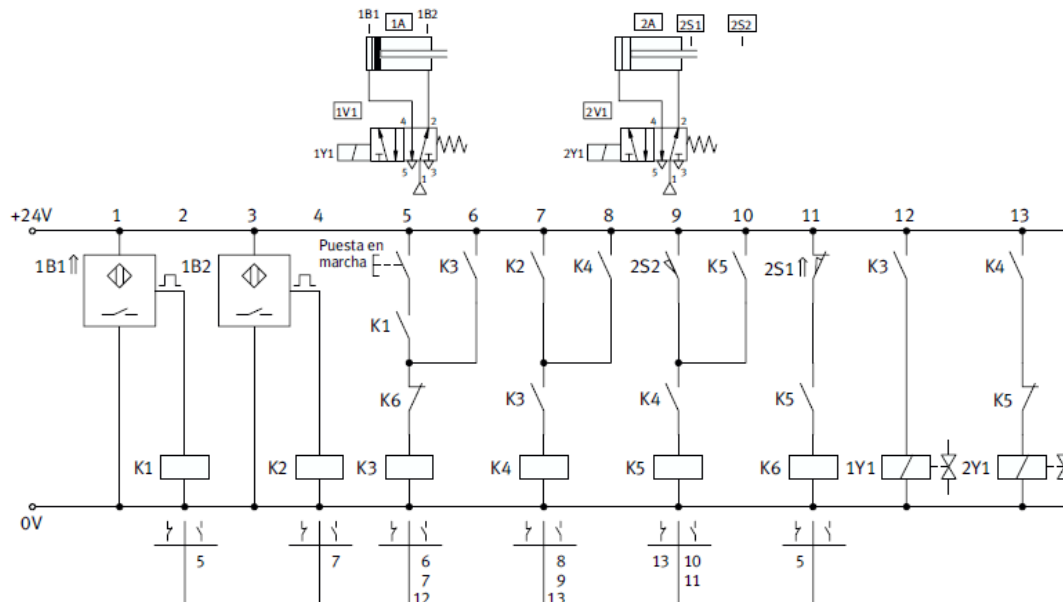 1B1 1A 1B2 2A 2S1 2S2
1V1 4 2 2V1 4 2
1Y1 5 3 2Y1 5 3
1 1
+24V 1 2 3 4 5 6 7 8 9 10 11 12 13
Puesta en
marcha
1B1 ⇑ 1B2 K3 K2 K4 2S2 K5 2S1 ⇑ K3 K4
K1
K6 K3 K4 K5 K5
K1 K2 K3 K4 K5 K6 1Y1 2Y1
0V
5 7 6 8 13 10 5
7 9 11
12 13